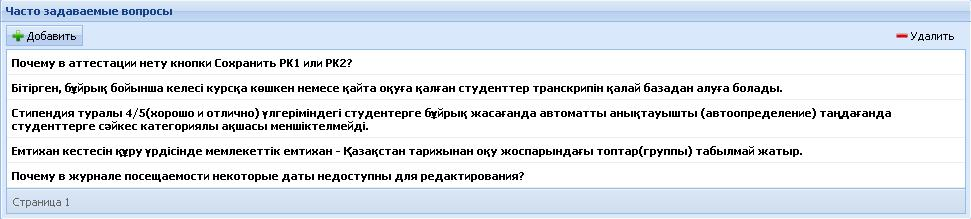 Часто задаваемые вопросы
Добавить
Удалить
Почему в аттестации нету кнопки Сохранить РК1 или РК2?
Бітірген, бұйрық бойынша келесі курсқа көшкен немесе қайта оқуға қалған студенттер транскрипін қалай базадан алуға болады.
Стипендия туралы 4/5(хорошо и отлично) үлгеріміндегі студентерге бұйрық жасағанда автоматты анықтауышты (автоопределение) таңдағанда
студенттерге сәйкес категориялы ақшасы меншіктелмейді.
Емтихан кестесін құру үрдісінде мемлекеттік емтихан - Қазақстан тарихынан оқу жоспарындағы топтар(группы) табылмай жатыр.
Почему в журнале посещаемости некоторые даты недоступны для редактирования?
Страница 1